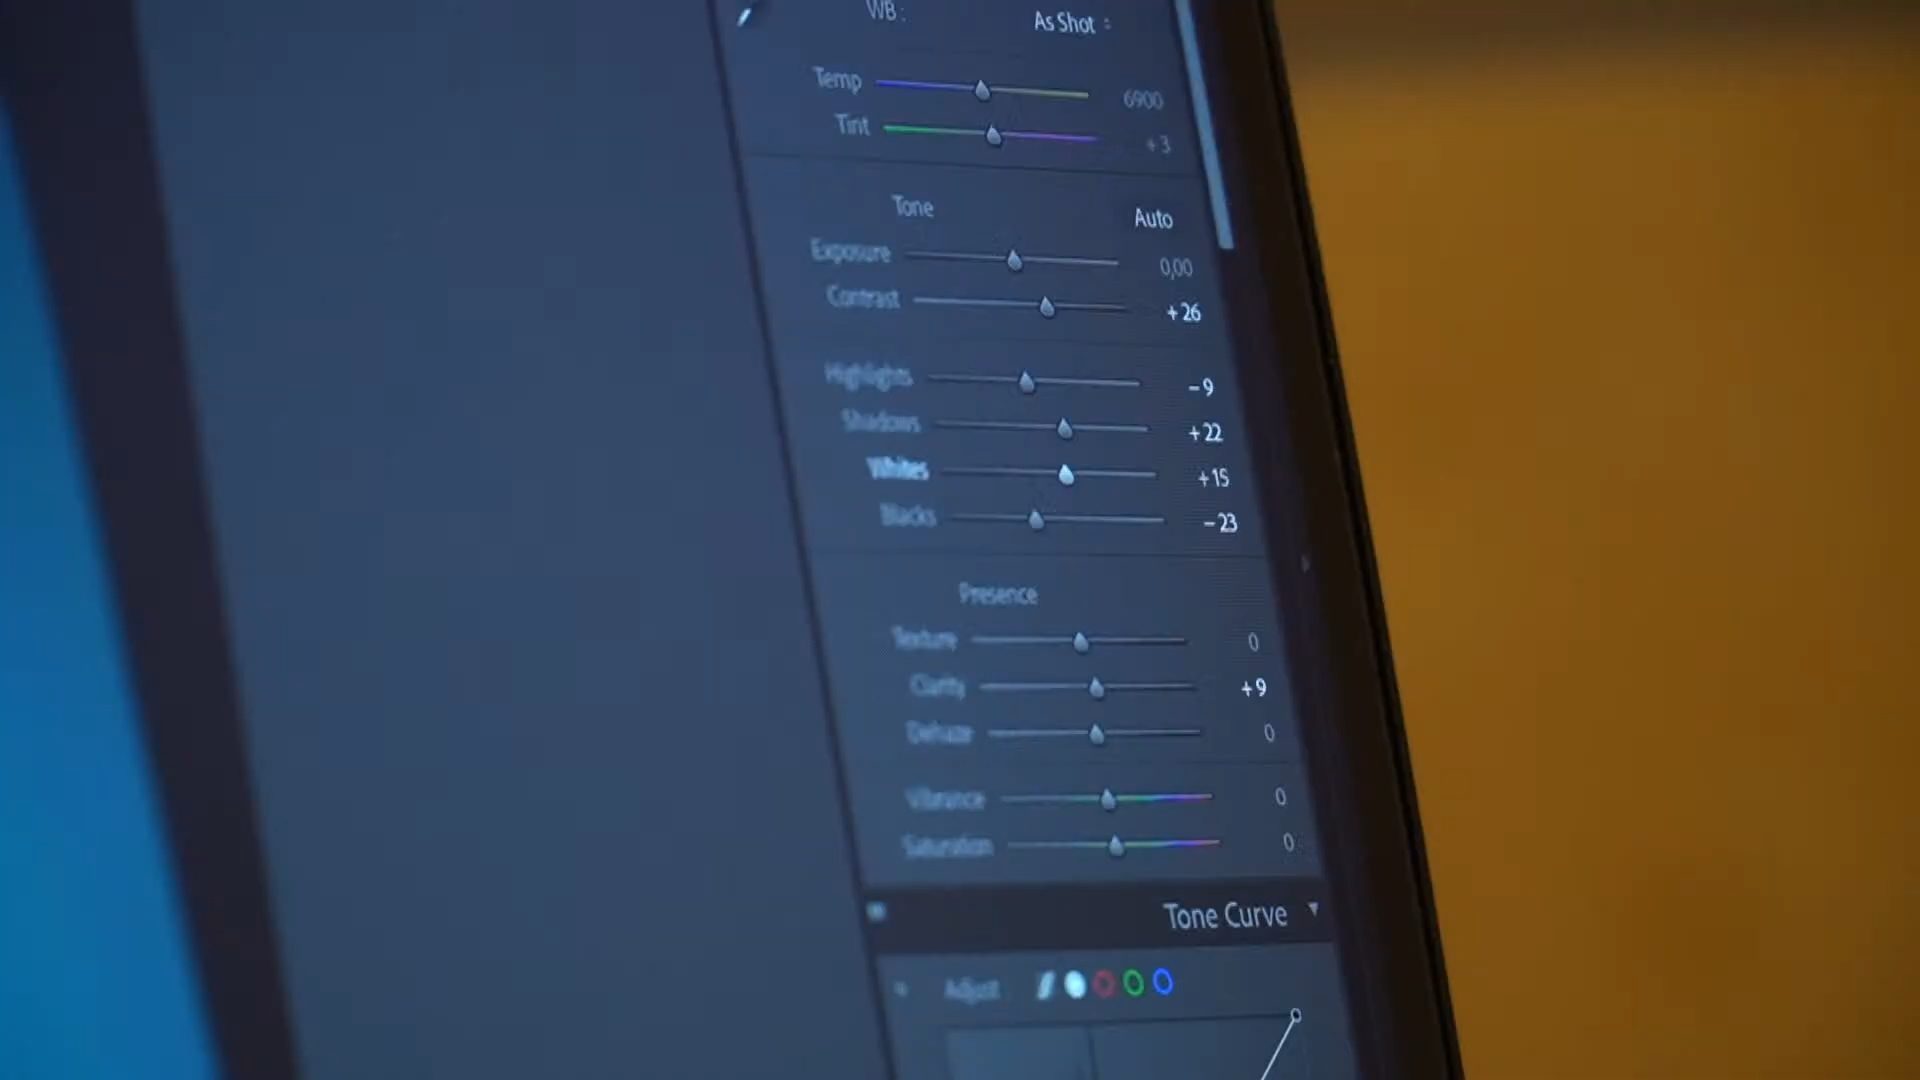 WB : As Shot
Temp 6900
Tint + 3
Tone Auto
Exposure 0,00
Contrast + 26
Highlights – 9
Shadows + 22
Whites + 15
Blacks – 23
Presence
Texture 0
Clarity + 9
Dehaze 0
Vibrance 0
Saturation 0
Tone Curve
Adjust